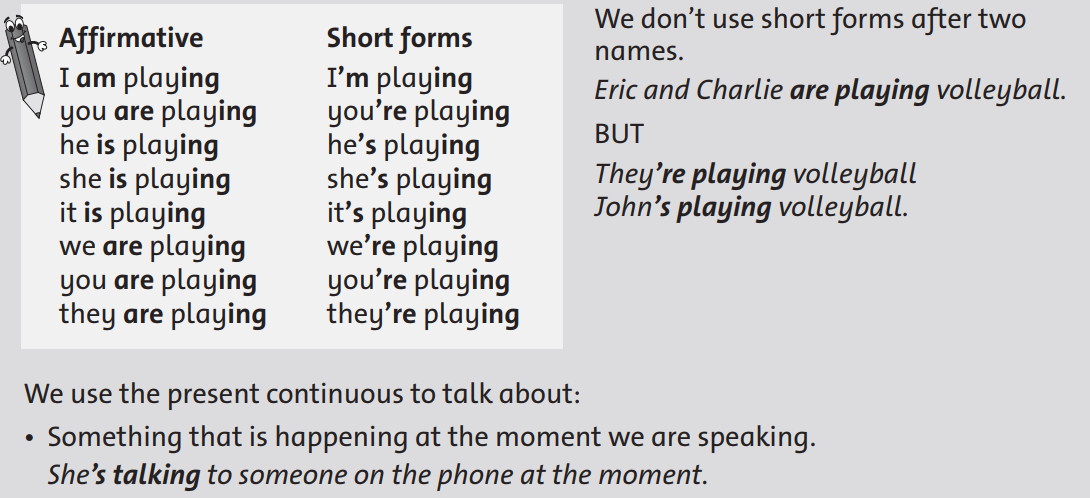 Affirmative
I am playing
you are playing
he is playing
she is playing
it is playing
we are playing
you are playing
they are playing
Short forms
I’m playing
you’re playing
he’s playing
she’s playing
it’s playing
we’re playing
you’re playing
they’re playing
We don’t use short forms after two
names.
Eric and Charlie are playing volleyball.
BUT
They’re playing volleyball
John’s playing volleyball.
We use the present continuous to talk about:
• Something that is happening at the moment we are speaking.
She’s talking to someone on the phone at the moment.